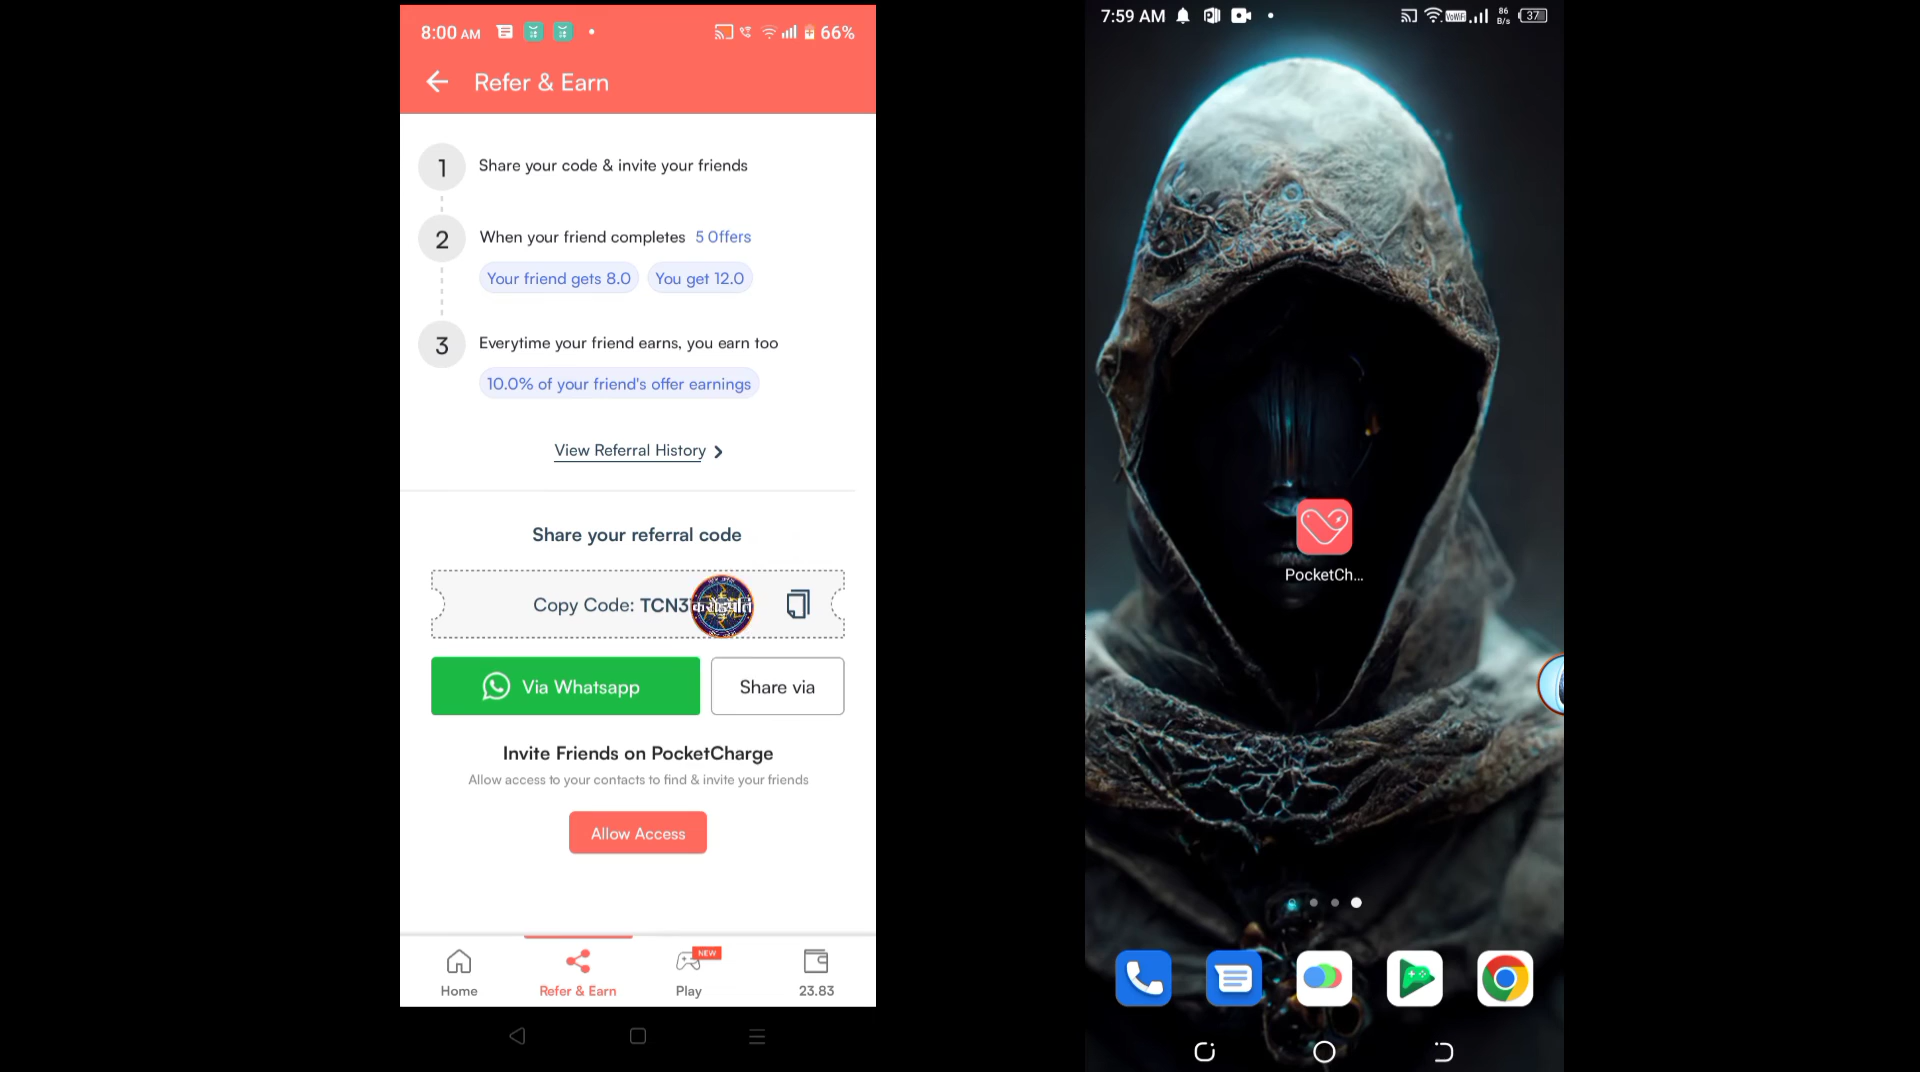 8:00 AM
66%
Refer & Earn
1
Share your code & invite your friends
2
When your friend completes 5 Offers
Your friend gets 8.0
You get 12.0
3
Everytime your friend earns, you earn too
10.0% of your friend's offer earnings
View Referral History
Share your referral code
Copy Code: TCN3
करोड़पति
Via Whatsapp
Share via
Invite Friends on PocketCharge
Allow access to your contacts to find & invite your friends
Allow Access
NEW
Home
Refer & Earn
Play
23.83
7:59 AM
VoWiFi
86
B/s
37
PocketCh...